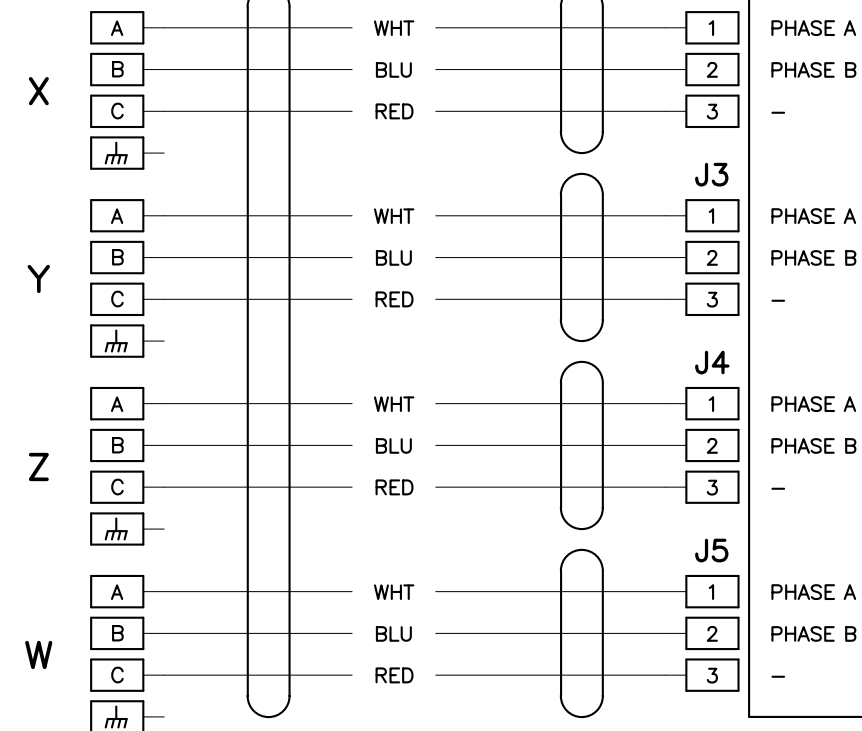 A WHT 1 PHASE A
B BLU 2 PHASE B
X
C RED 3 –
J3
A WHT 1 PHASE A
B BLU 2 PHASE B
Y
C RED 3 –
J4
A WHT 1 PHASE A
B BLU 2 PHASE B
Z
C RED 3 –
J5
A WHT 1 PHASE A
B BLU 2 PHASE B
W
C RED 3 –